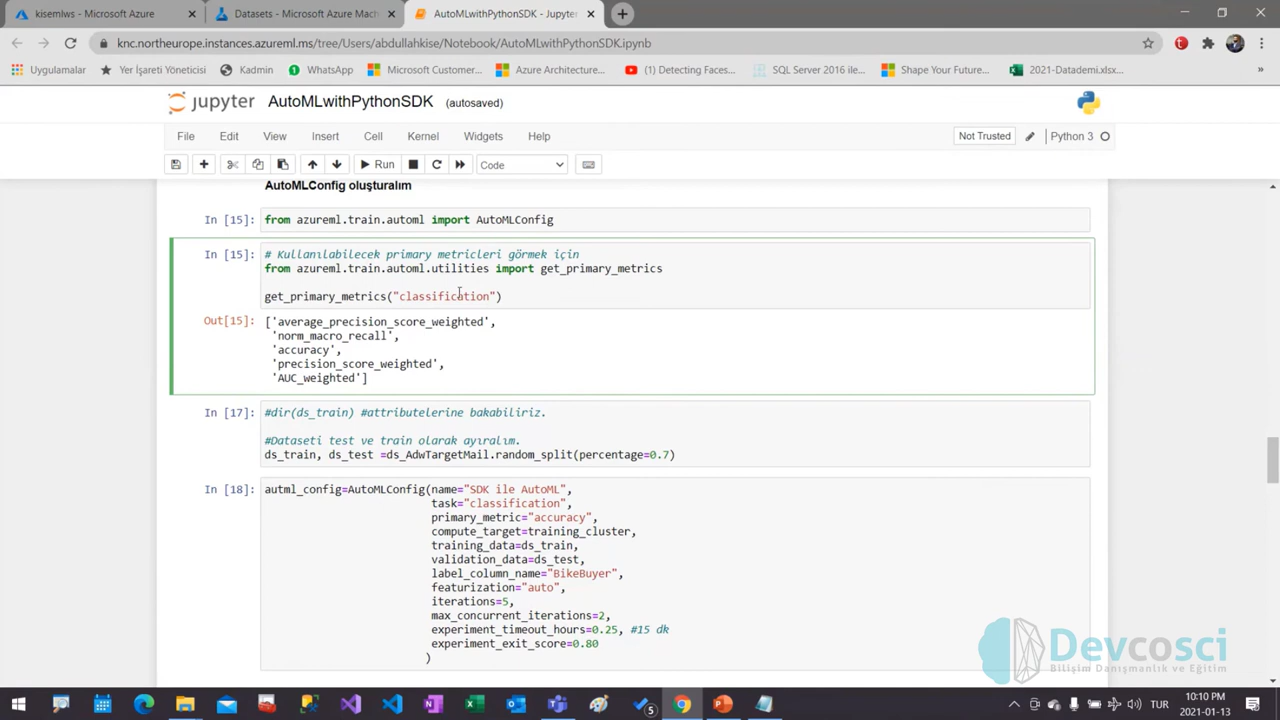 kisemlws - Microsoft Azure
Datasets - Microsoft Azure Mach
AutoMLwithPythonSDK - Jupyter
knc.northeurope.instances.azureml.ms/tree/Users/abdullahkise/Notebook/AutoMLwithPythonSDK.ipynb
Uygulamalar
Yer İşareti Yöneticisi
Kadmin
WhatsApp
Microsoft Customer...
Azure Architecture...
(1) Detecting Faces...
SQL Server 2016 ile...
Shape Your Future...
2021-Datademi.xlsx...
jupyter AutoMLwithPythonSDK (autosaved)
File Edit View Insert Cell Kernel Widgets Help
Not Trusted
Python 3
Run
Code
AutoMLConfig oluşturalım
In [15]: from azureml.train.automl import AutoMLConfig
In [15]: # Kullanılabilecek primary metricleri görmek için
from azureml.train.automl.utilities import get_primary_metrics
get_primary_metrics("classification")
Out[15]: ['average_precision_score_weighted',
'norm_macro_recall',
'accuracy',
'precision_score_weighted',
'AUC_weighted']
In [17]: #dir(ds_train) #attributelerine bakabiliriz.
#Dataseti test ve train olarak ayıralım.
ds_train, ds_test =ds_AdwTargetMail.random_split(percentage=0.7)
In [18]: autml_config=AutoMLConfig(name="SDK ile AutoML",
task="classification",
primary_metric="accuracy",
compute_target=training_cluster,
training_data=ds_train,
validation_data=ds_test,
label_column_name="BikeBuyer",
featurization="auto",
iterations=5,
max_concurrent_iterations=2,
experiment_timeout_hours=0.25, #15 dk
experiment_exit_score=0.80
)
Devcosci
Bilişim Danışmanlık ve Eğitim
5
TUR
10:10 PM
2021-01-13